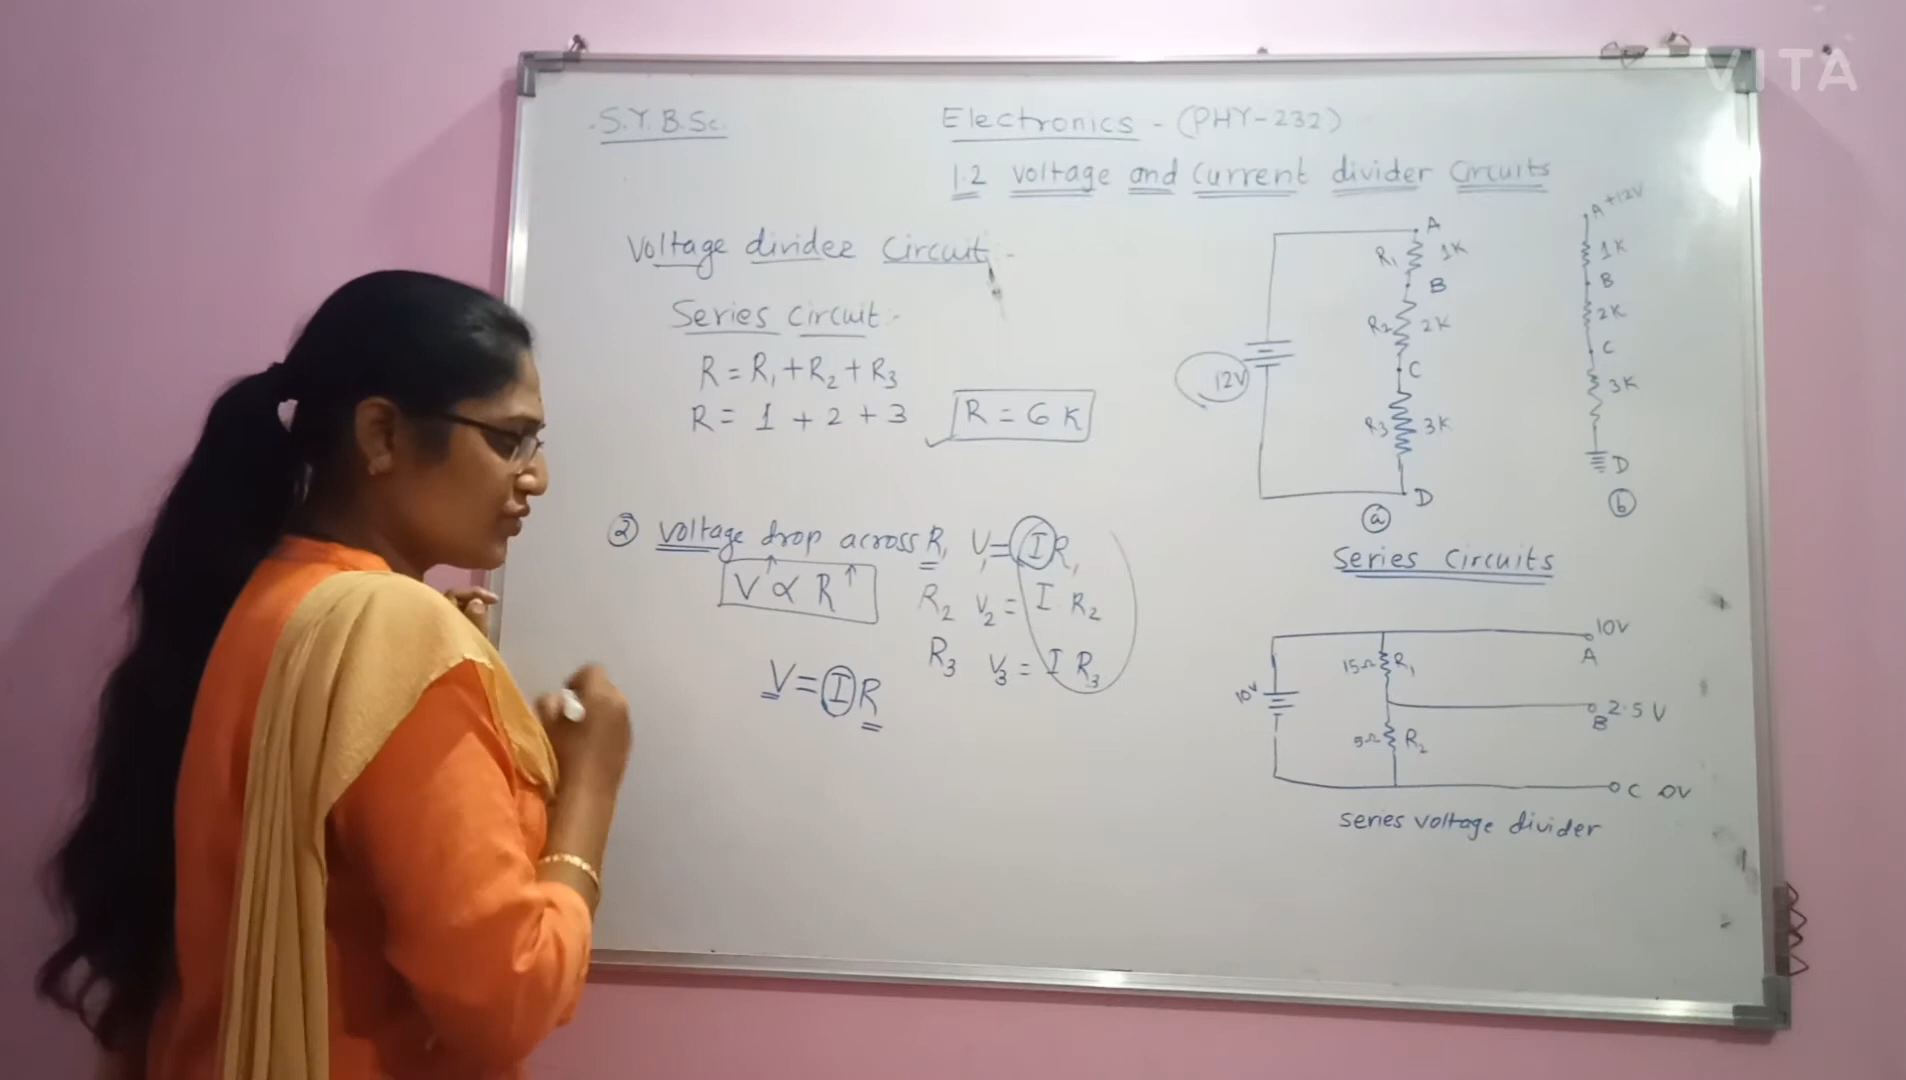 VITA
S.Y.B.Sc.
Electronics - (PHY-232)
1.2 Voltage and Current divider Circuits
Voltage divider Circuit -
Series Circuit -
R = R₁ + R₂ + R₃
R = 1 + 2 + 3
R = 6 K
② Voltage drop across R₁ V₁ = I R₁
V ∝ R
↑ ↑
R₂ V₂ = I R₂
R₃ V₃ = I R₃
V = I R
A
R₁ 1K
B
R₂ 2K
C
R₃ 3K
D
12V
ⓐ
A +12V
1K
B
2K
C
3K
D
ⓑ
Series Circuits
10V
A
15Ω R₁
10V
B 2.5 V
5Ω R₂
C 0V
Series voltage divider